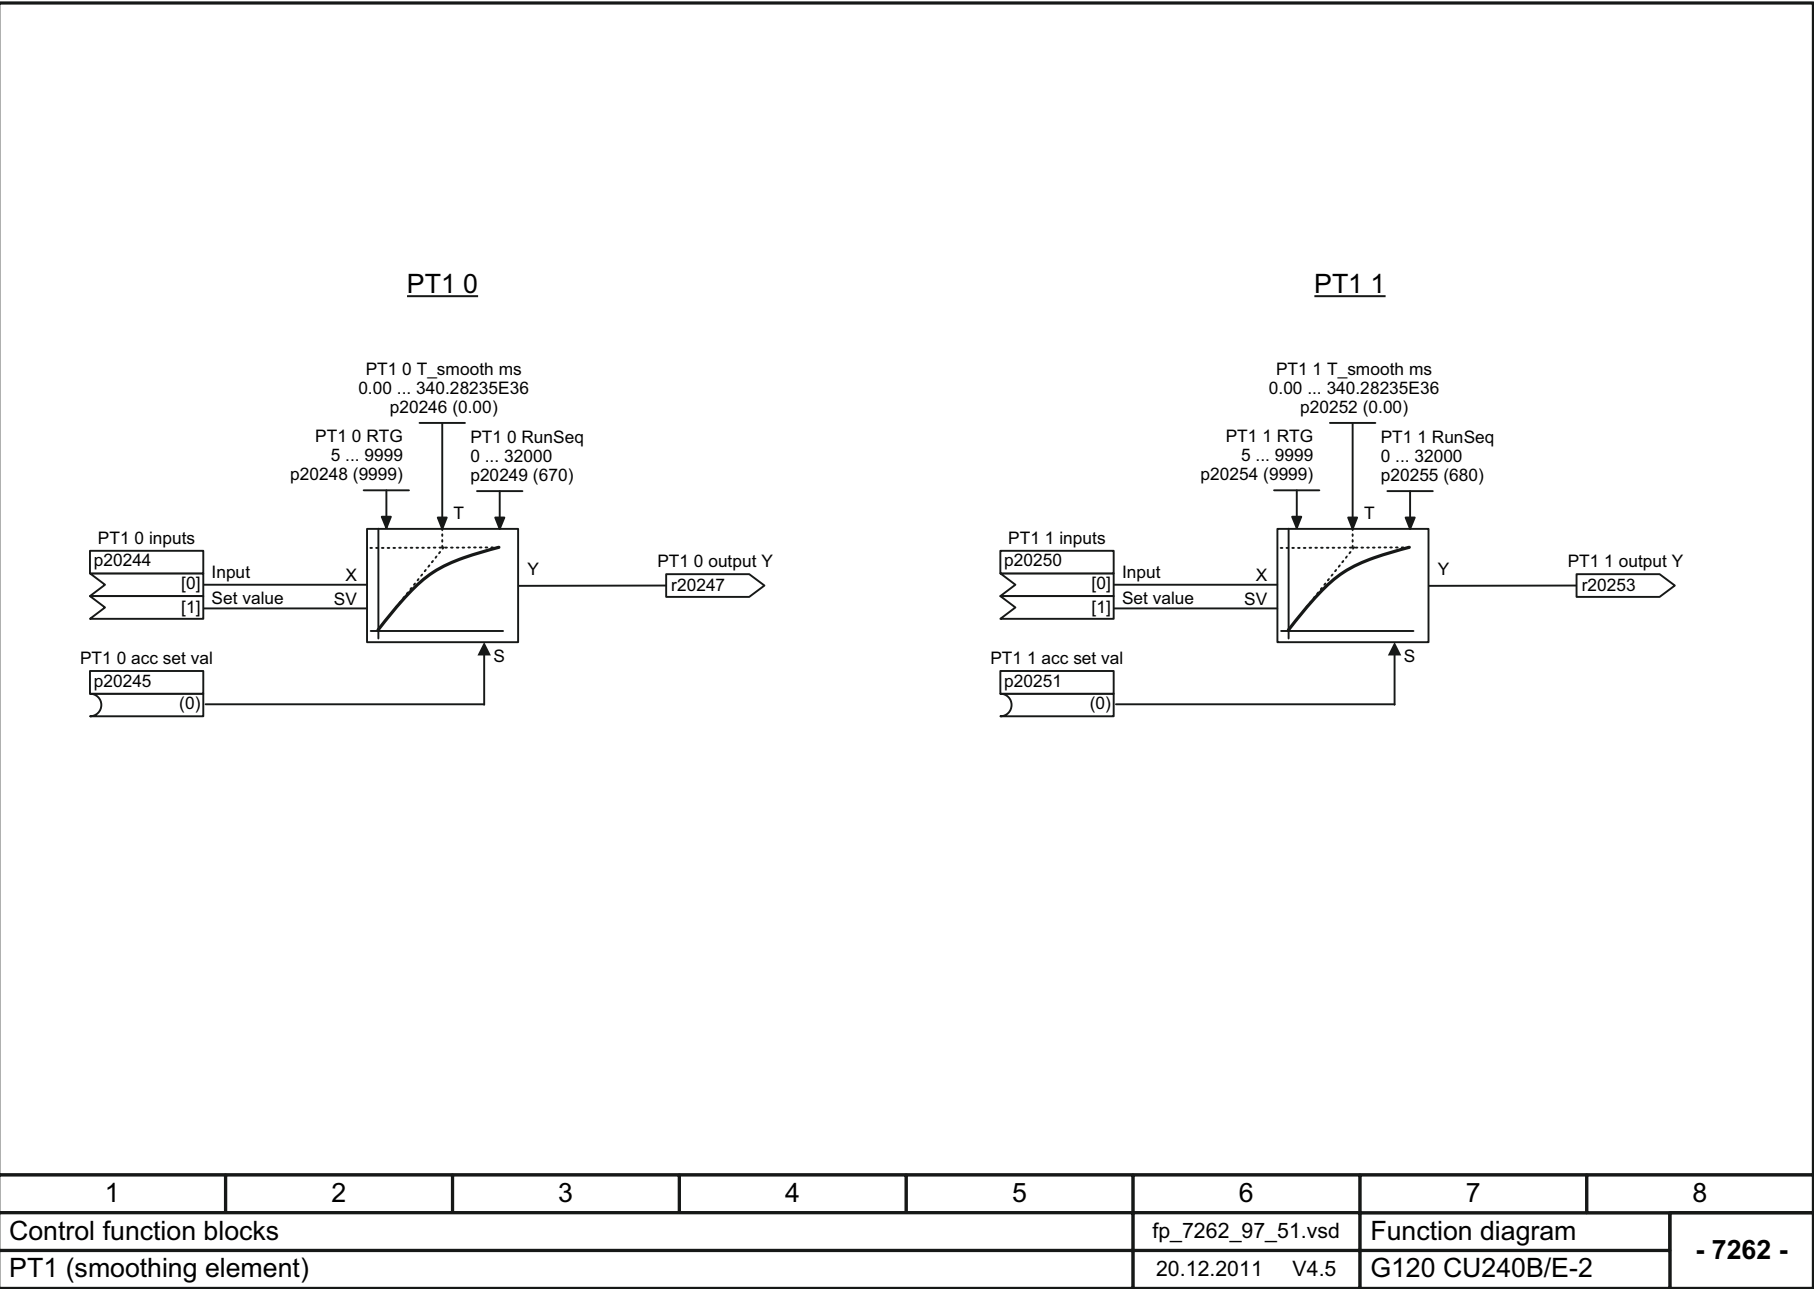 PT1 0
PT1 0 T_smooth ms
0.00 ... 340.28235E36
p20246 (0.00)
PT1 0 RTG
5 ... 9999
p20248 (9999)
PT1 0 RunSeq
0 ... 32000
p20249 (670)
T
PT1 0 inputs
p20244
[0]
Input
X
[1]
Set value
SV
Y
PT1 0 output Y
r20247
S
PT1 0 acc set val
p20245
(0)
PT1 1
PT1 1 T_smooth ms
0.00 ... 340.28235E36
p20252 (0.00)
PT1 1 RTG
5 ... 9999
p20254 (9999)
PT1 1 RunSeq
0 ... 32000
p20255 (680)
T
PT1 1 inputs
p20250
[0]
Input
X
[1]
Set value
SV
Y
PT1 1 output Y
r20253
S
PT1 1 acc set val
p20251
(0)
1 2 3 4 5 6 7 8
Control function blocks
fp_7262_97_51.vsd
Function diagram
- 7262 -
PT1 (smoothing element)
20.12.2011 V4.5
G120 CU240B/E-2